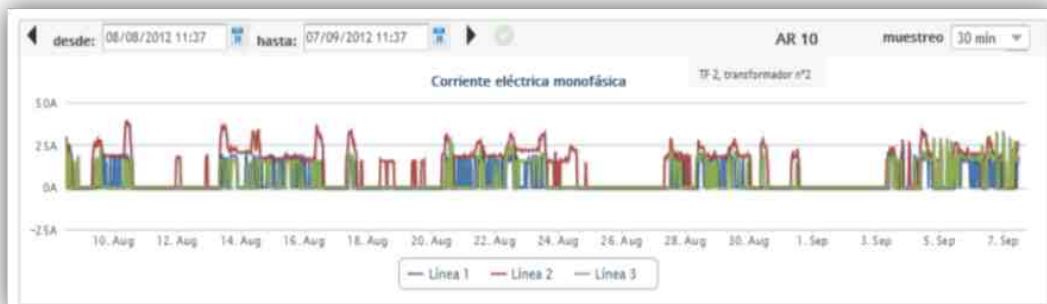 desde: 08/08/2012 11:37 hasta: 07/09/2012 11:37 AR 10 muestreo 30 min
TF 2, transformador nº2
Corriente eléctrica monofásica
50A
25A
0A
-25A
10. Aug 12. Aug 14. Aug 16. Aug 18. Aug 20. Aug 22. Aug 24. Aug 26. Aug 28. Aug 30. Aug 1. Sep 3. Sep 5. Sep 7. Sep
Línea 1 Línea 2 Línea 3